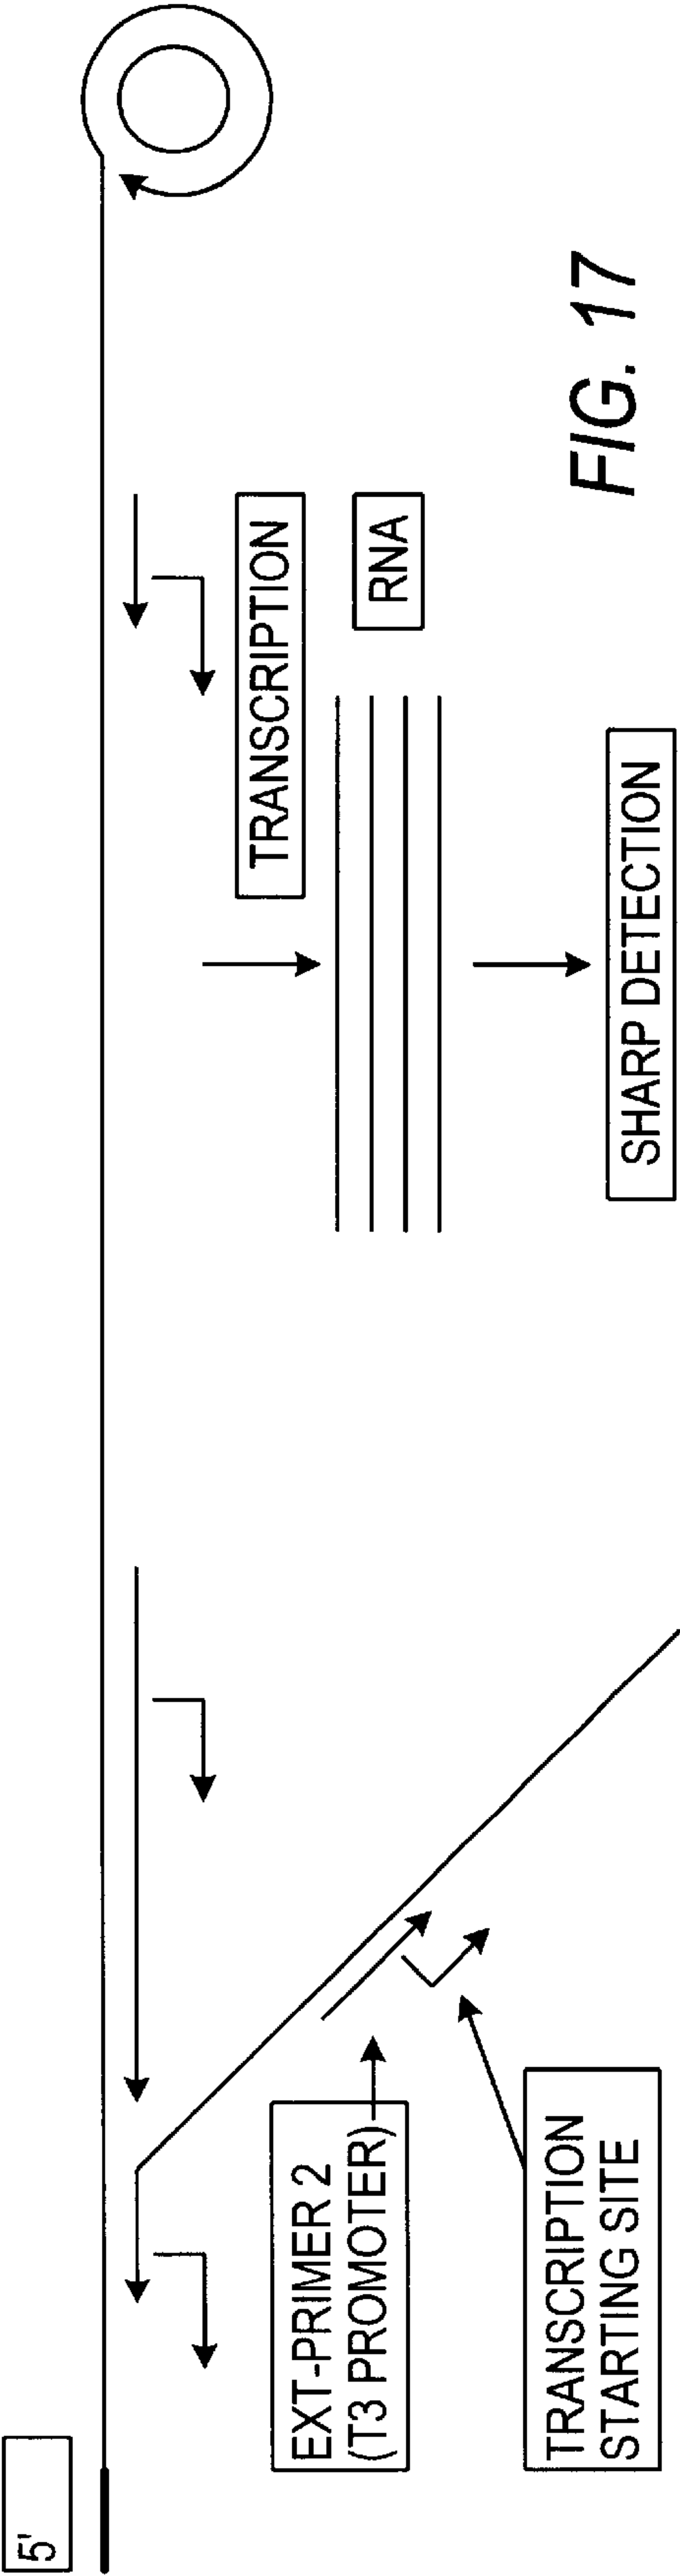 5'
EXT-PRIMER 2
(T3 PROMOTER)
TRANSCRIPTION
STARTING SITE
TRANSCRIPTION
RNA
SHARP DETECTION
FIG. 17